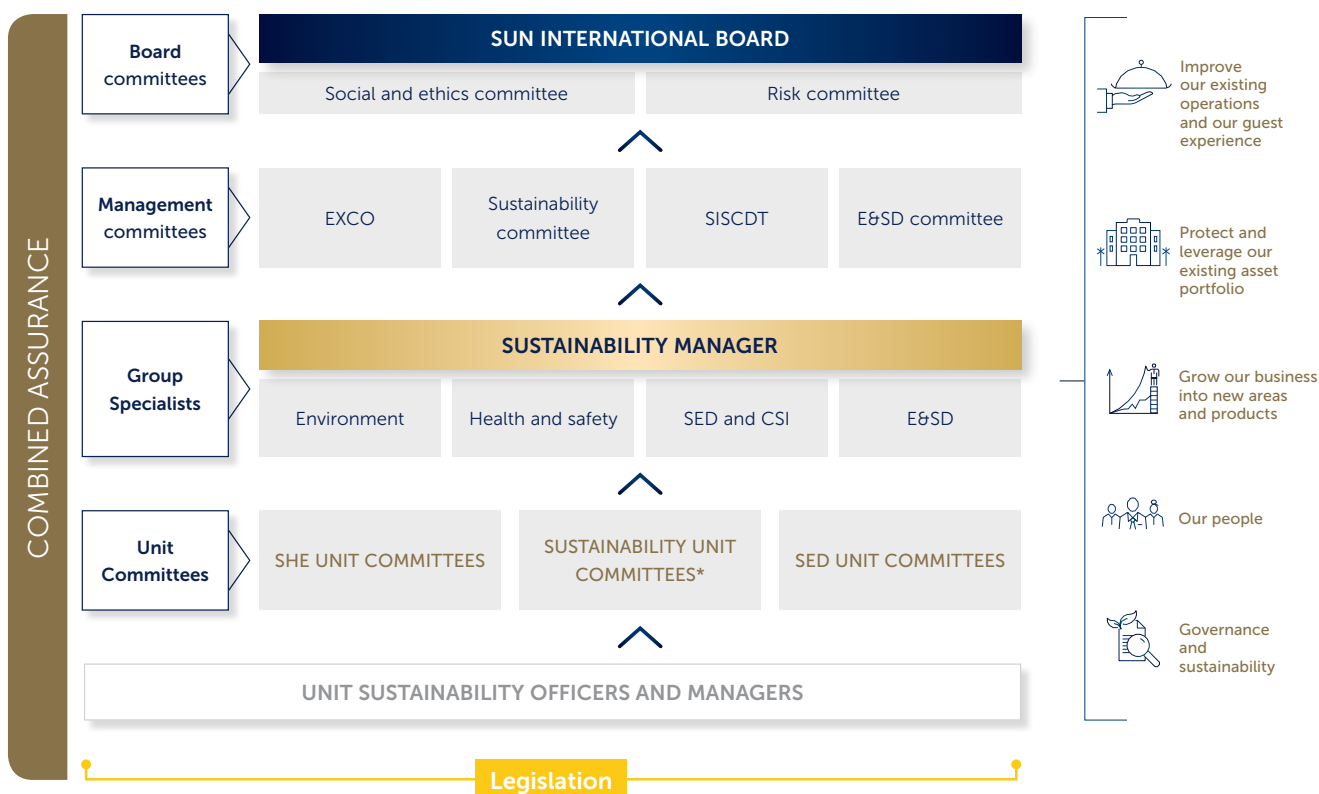 COMBINED ASSURANCE
Board
committees
SUN INTERNATIONAL BOARD
Social and ethics committee
Risk committee
Management
committees
EXCO
Sustainability
committee
SISCDT
E&SD committee
Group
Specialists
SUSTAINABILITY MANAGER
Environment
Health and safety
SED and CSI
E&SD
Unit
Committees
SHE UNIT COMMITTEES
SUSTAINABILITY UNIT
COMMITTEES*
SED UNIT COMMITTEES
UNIT SUSTAINABILITY OFFICERS AND MANAGERS
Legislation
Improve
our existing
operations
and our guest
experience
Protect and
leverage our
existing asset
portfolio
Grow our business
into new areas
and products
Our people
Governance
and
sustainability